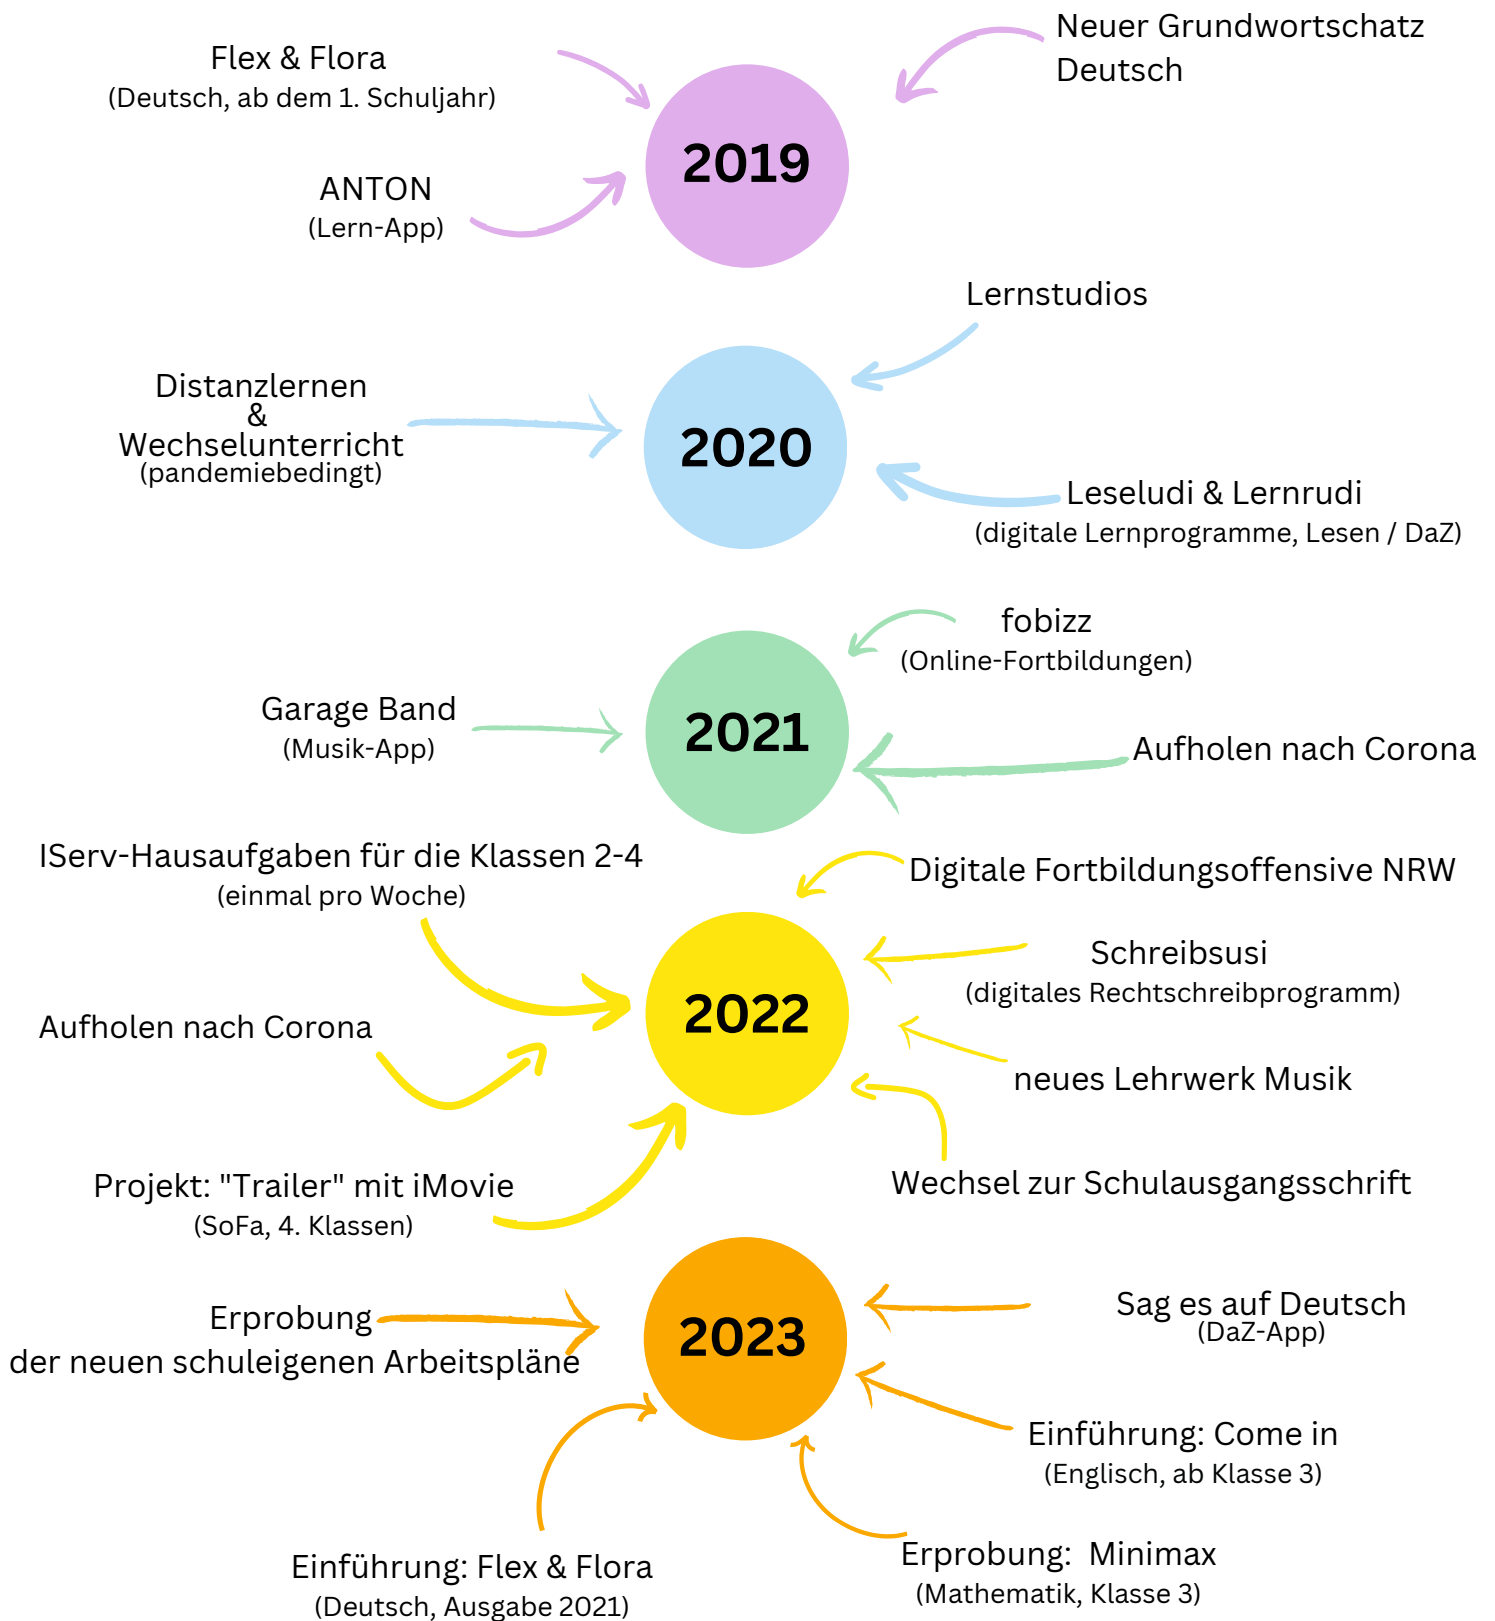 Flex & Flora
(Deutsch, ab dem 1. Schuljahr)
Neuer Grundwortschatz
Deutsch
2019
ANTON
(Lern-App)
Lernstudios
Distanzlernen
&
Wechselunterricht
(pandemiebedingt)
2020
Leseludi & Lernrudi
(digitale Lernprogramme, Lesen / DaZ)
fobizz
(Online-Fortbildungen)
Garage Band
(Musik-App)
2021
Aufholen nach Corona
IServ-Hausaufgaben für die Klassen 2-4
(einmal pro Woche)
Digitale Fortbildungsoffensive NRW
Schreibsusi
(digitales Rechtschreibprogramm)
2022
Aufholen nach Corona
neues Lehrwerk Musik
Projekt: "Trailer" mit iMovie
(SoFa, 4. Klassen)
Wechsel zur Schulausgangsschrift
Erprobung
der neuen schuleigenen Arbeitspläne
2023
Sag es auf Deutsch
(DaZ-App)
Einführung: Come in
(Englisch, ab Klasse 3)
Einführung: Flex & Flora
(Deutsch, Ausgabe 2021)
Erprobung: Minimax
(Mathematik, Klasse 3)